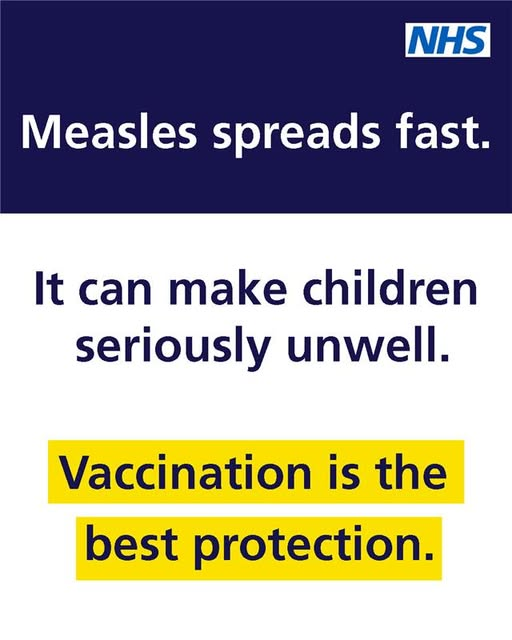 NHS
Measles spreads fast.
It can make children
seriously unwell.
Vaccination is the
best protection.